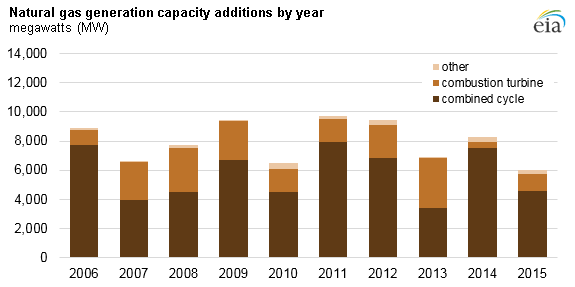 Natural gas generation capacity additions by year
megawatts (MW)
eia
14,000
12,000
10,000
8,000
6,000
4,000
2,000
0
other
combustion turbine
combined cycle
2006 2007 2008 2009 2010 2011 2012 2013 2014 2015